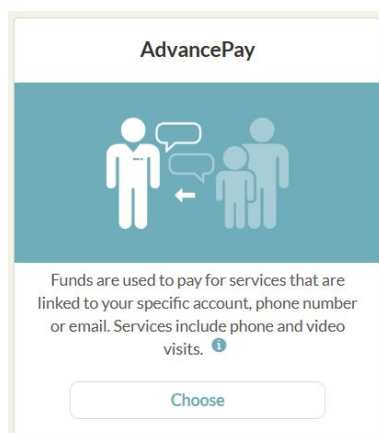 AdvancePay
Funds are used to pay for services that are
linked to your specific account, phone number
or email. Services include phone and video
visits. i
Choose